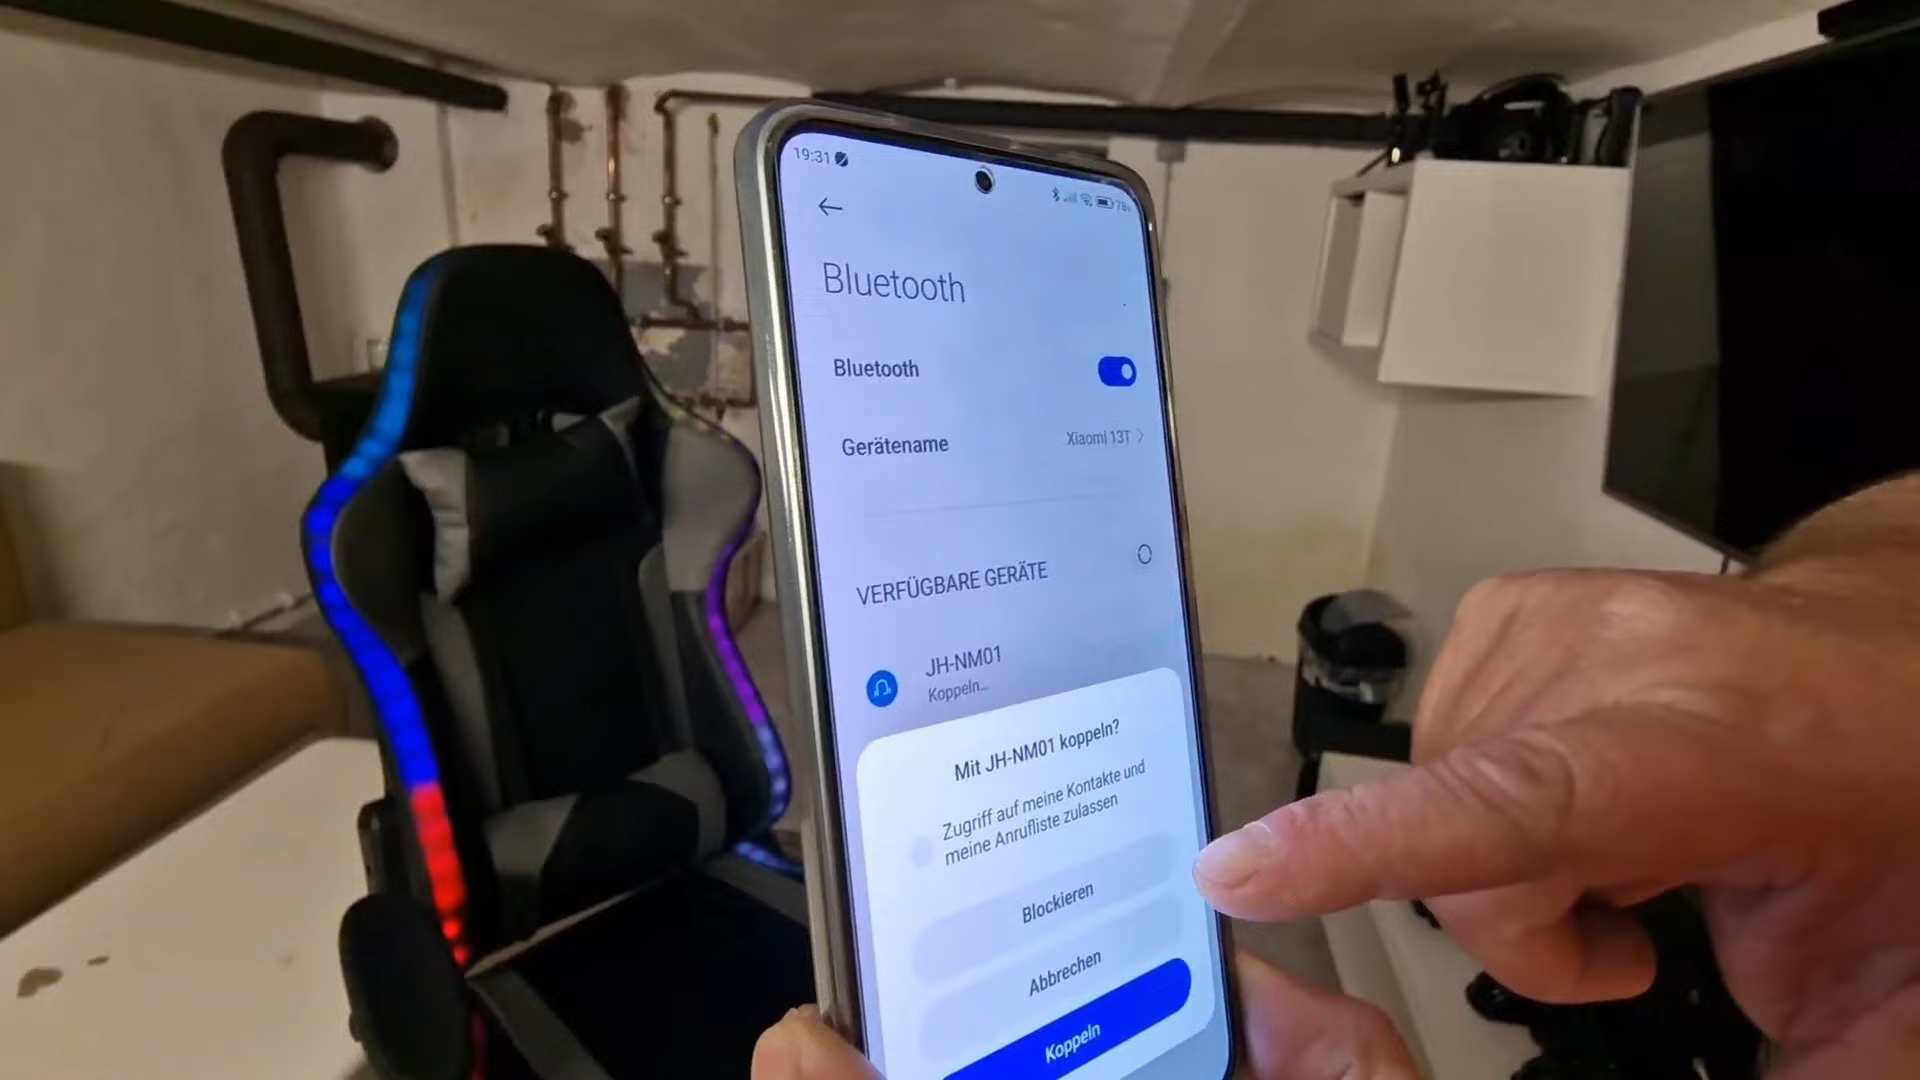 19:31
Bluetooth
Bluetooth
Gerätename
Xiaomi 13T
VERFÜGBARE GERÄTE
JH-NM01
Koppeln...
Mit JH-NM01 koppeln?
Zugriff auf meine Kontakte und
meine Anrufliste zulassen
Blockieren
Abbrechen
Koppeln